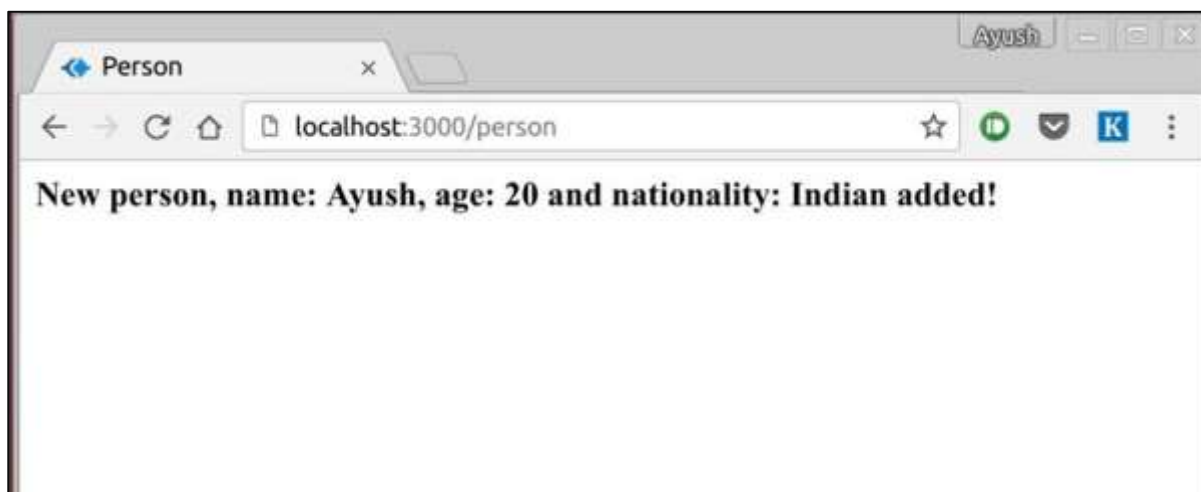 Ayush
Person
localhost:3000/person
K
New person, name: Ayush, age: 20 and nationality: Indian added!